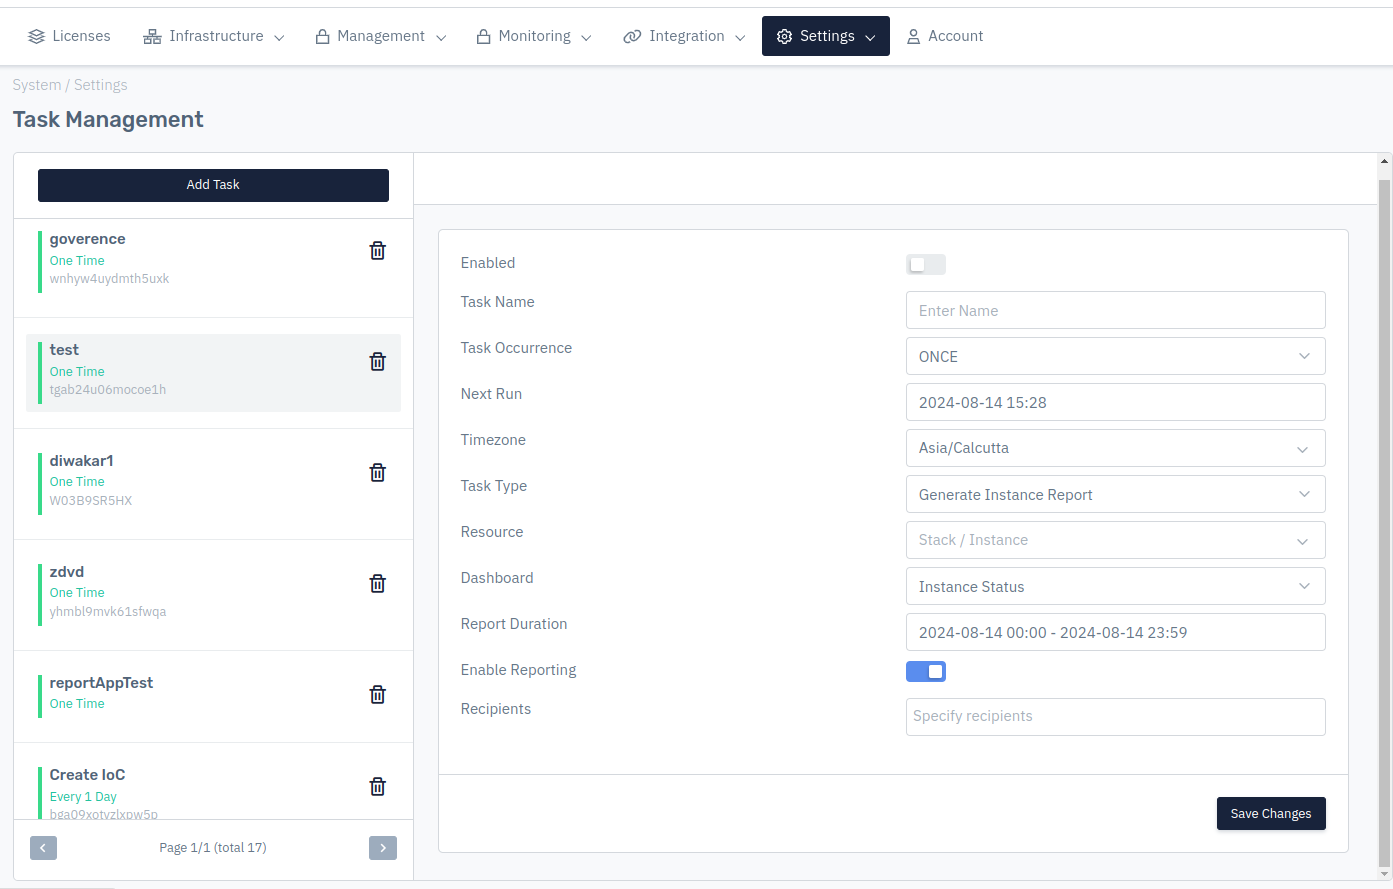 Licenses Infrastructure Management Monitoring Integration Settings Account
System / Settings
Task Management
Add Task
goverence
One Time
wnhyw4uydmth5uxk
test
One Time
tgab24u06mocoe1h
diwakar1
One Time
W03B9SR5HX
zdvd
One Time
yhmbl9mvk61sfwqa
reportAppTest
One Time
Create IoC
Every 1 Day
bga09xotyzlxpw5p
Page 1/1 (total 17)
Enabled
Task Name Enter Name
Task Occurrence ONCE
Next Run 2024-08-14 15:28
Timezone Asia/Calcutta
Task Type Generate Instance Report
Resource Stack / Instance
Dashboard Instance Status
Report Duration 2024-08-14 00:00 - 2024-08-14 23:59
Enable Reporting
Recipients Specify recipients
Save Changes